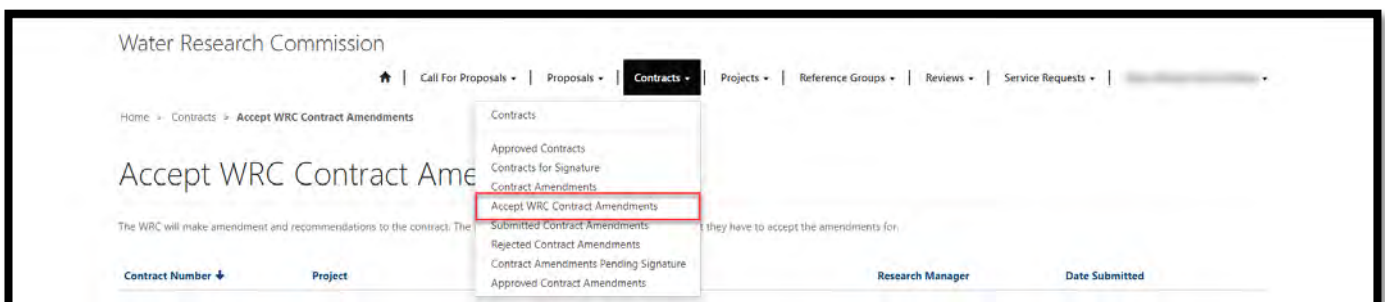 Water Research Commission
Call For Proposals | Proposals | Contracts | Projects | Reference Groups | Reviews | Service Requests |
Home > Contracts > Accept WRC Contract Amendments
Contracts
Approved Contracts
Contracts for Signature
Contract Amendments
Accept WRC Contract Amendments
Submitted Contract Amendments
Rejected Contract Amendments
Contract Amendments Pending Signature
Approved Contract Amendments
Accept WRC Contract Ame
The WRC will make amendment and recommendations to the contract. The they have to accept the amendments for.
Contract Number Project Research Manager Date Submitted